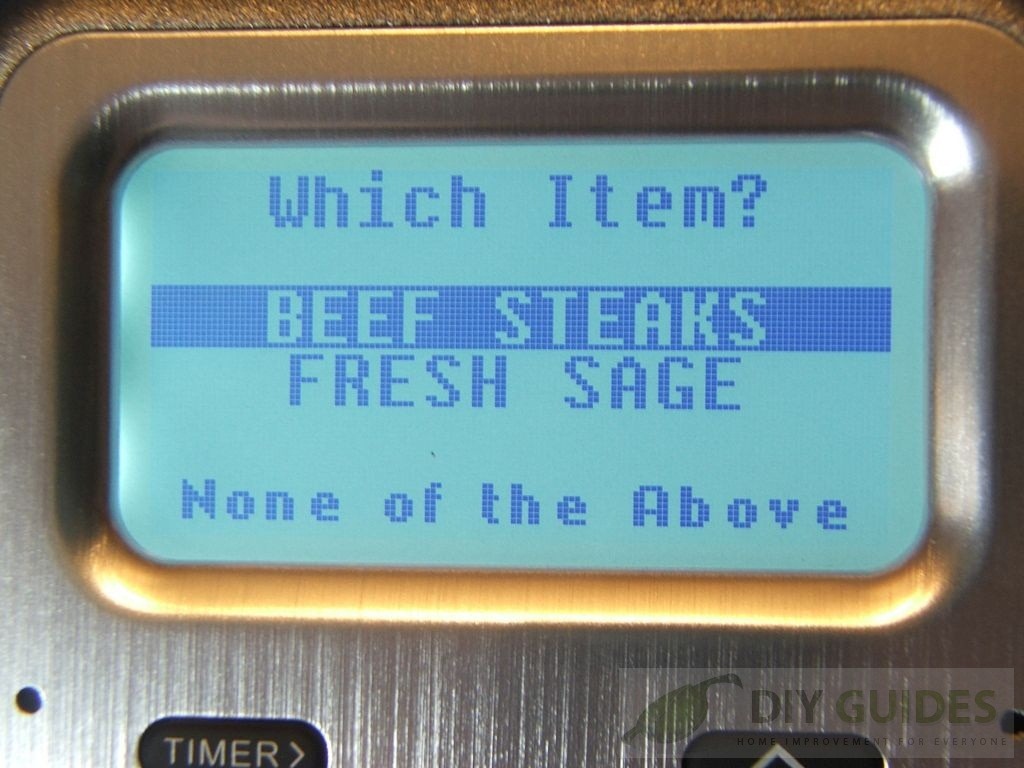 Which Item?
BEEF STEAKS
FRESH SAGE
None of the Above
TIMER >
DIY GUIDES
HOME IMPROVEMENT FOR EVERYONE